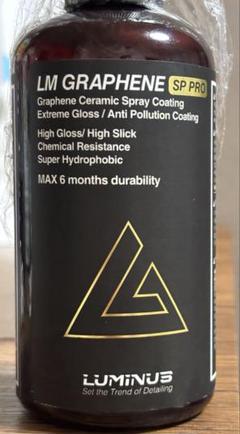 LM GRAPHENE SP PRO
Graphene Ceramic Spray Coating
Extreme Gloss / Anti Pollution Coating
High Gloss/ High Slick
Chemical Resistance
Super Hydrophobic
MAX 6 months durability
LUMINUS
Set the Trend of Detailing